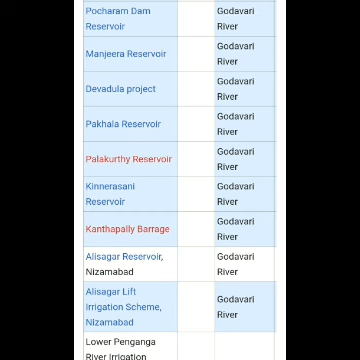 Pocharam Dam Godavari
Reservoir River
Manjeera Reservoir Godavari
River
Devadula project Godavari
River
Pakhala Reservoir Godavari
River
Palakurthy Reservoir Godavari
River
Kinnerasani Godavari
Reservoir River
Kanthapally Barrage Godavari
River
Alisagar Reservoir, Godavari
Nizamabad River
Alisagar Lift
Irrigation Scheme, Godavari
Nizamabad River
Lower Penganga
River Irrigation